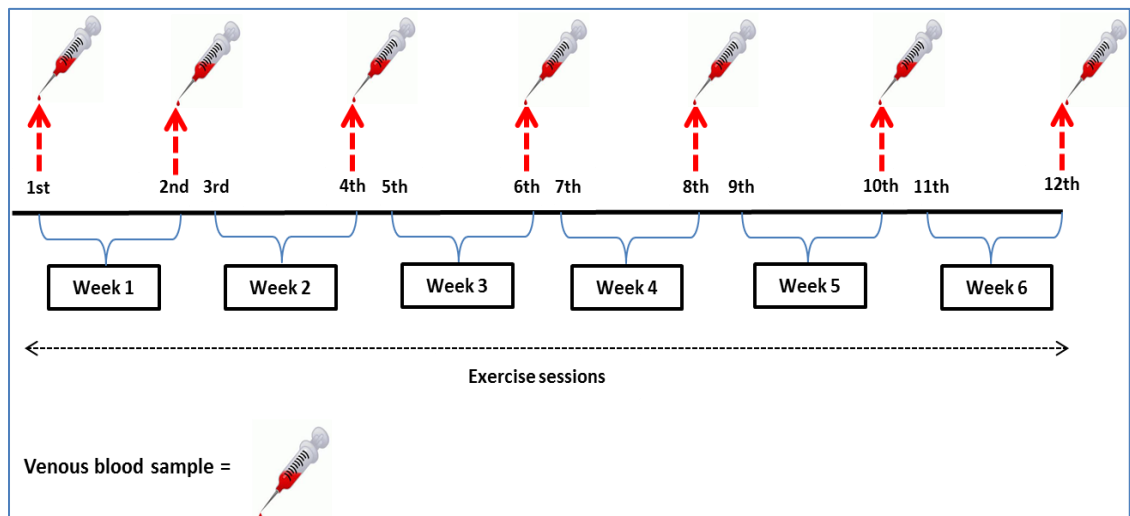 1st 2nd 3rd 4th 5th 6th 7th 8th 9th 10th 11th 12th
Week 1 Week 2 Week 3 Week 4 Week 5 Week 6
Exercise sessions
Venous blood sample =